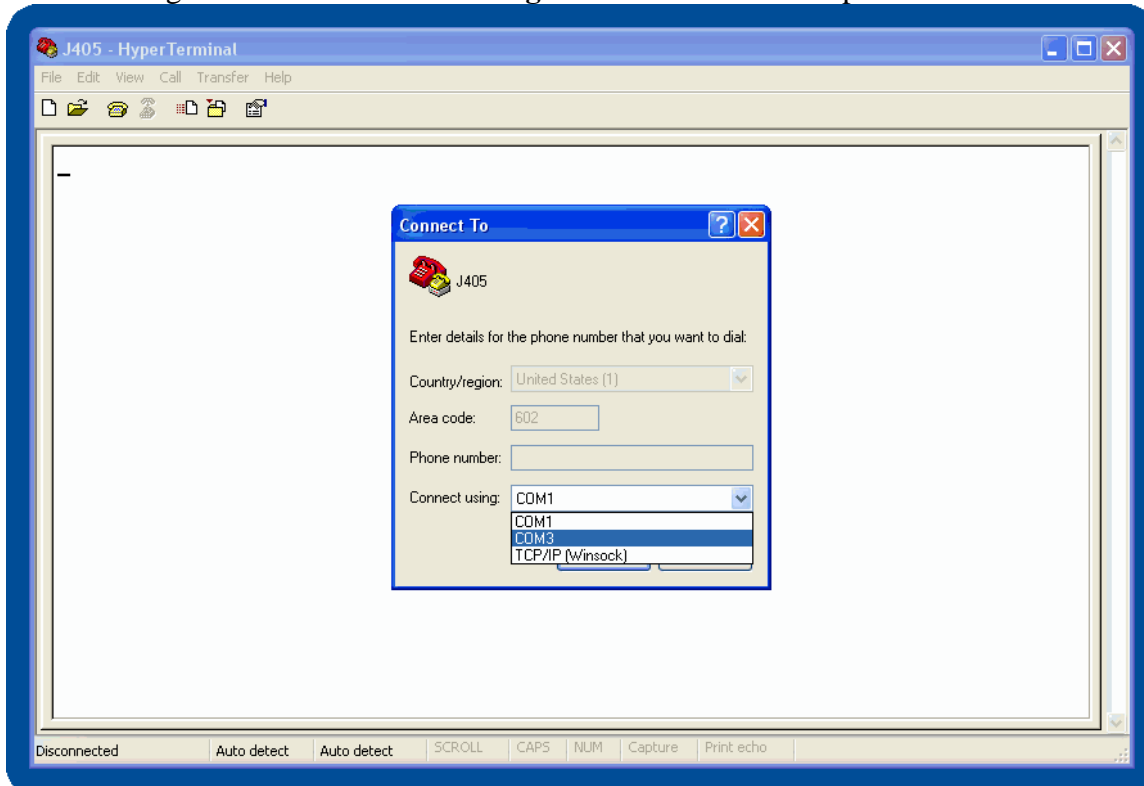 J405 - HyperTerminal
File Edit View Call Transfer Help
Connect To
J405
Enter details for the phone number that you want to dial:
Country/region: United States (1)
Area code: 602
Phone number:
Connect using: COM1
COM1
COM3
TCP/IP (Winsock)
Disconnected Auto detect Auto detect SCROLL CAPS NUM Capture Print echo